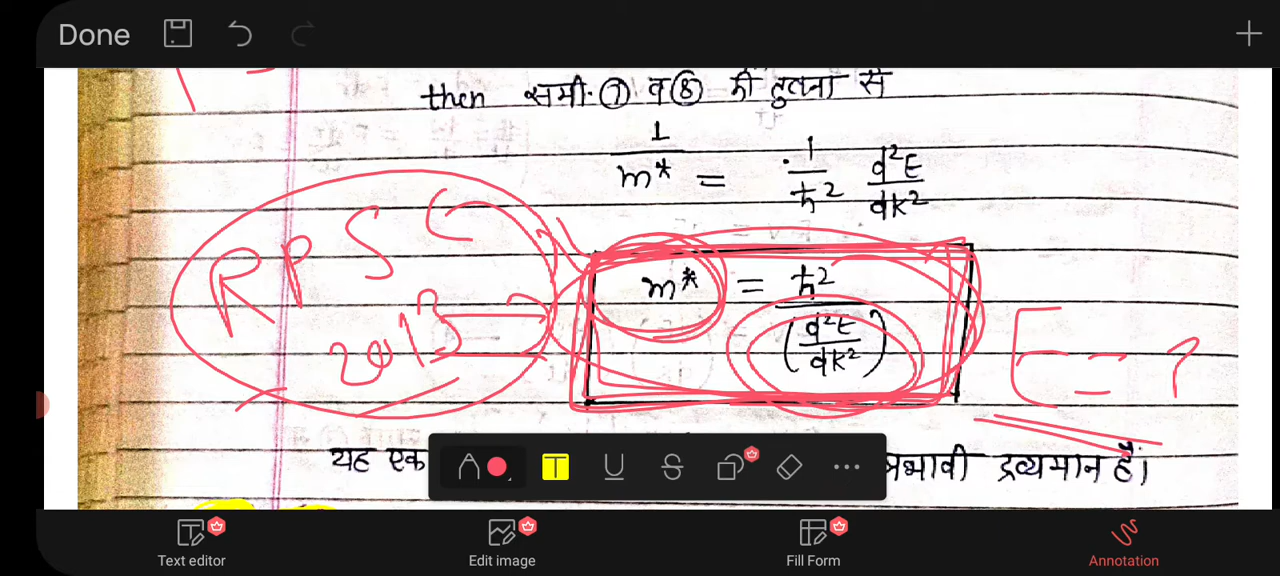 Done
then समी. ⑦ व ⑧ की तुलना से
1/m* = 1/ħ² d²E/dk²
RPSC
2013
m* = ħ²/(d²E/dk²)
E = ?
यह एक प्रभावी द्रव्यमान है।
Text editor
Edit image
Fill Form
Annotation